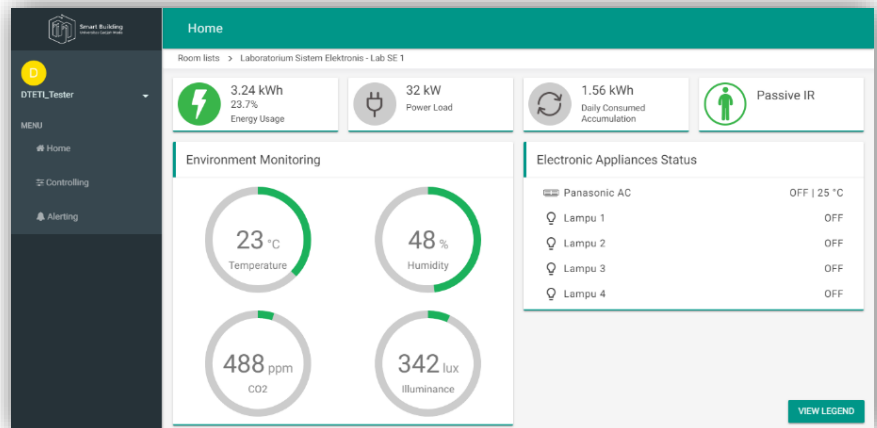 Smart Building
Universitas Gadjah Mada
Home
D
DTETI_Tester
MENU
Home
Controlling
Alerting
Room lists > Laboratorium Sistem Elektronis - Lab SE 1
3.24 kWh
23.7%
Energy Usage
32 kW
Power Load
1.56 kWh
Daily Consumed
Accumulation
Passive IR
Environment Monitoring
23 °C
Temperature
48 %
Humidity
488 ppm
CO2
342 lux
Illuminance
Electronic Appliances Status
Panasonic AC OFF | 25 °C
Lampu 1 OFF
Lampu 2 OFF
Lampu 3 OFF
Lampu 4 OFF
VIEW LEGEND